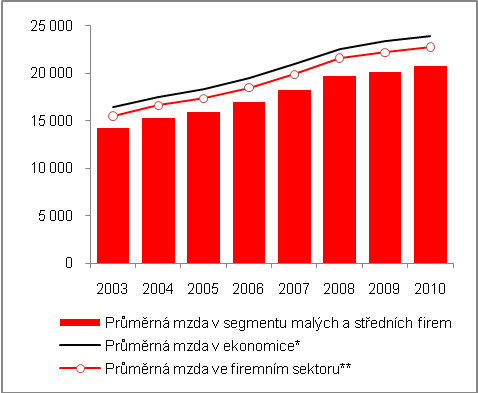 25 000
20 000
15 000
10 000
5 000
0
2003 2004 2005 2006 2007 2008 2009 2010
Průměrná mzda v segmentu malých a středních firem
Průměrná mzda v ekonomice*
Průměrná mzda ve firemním sektoru**